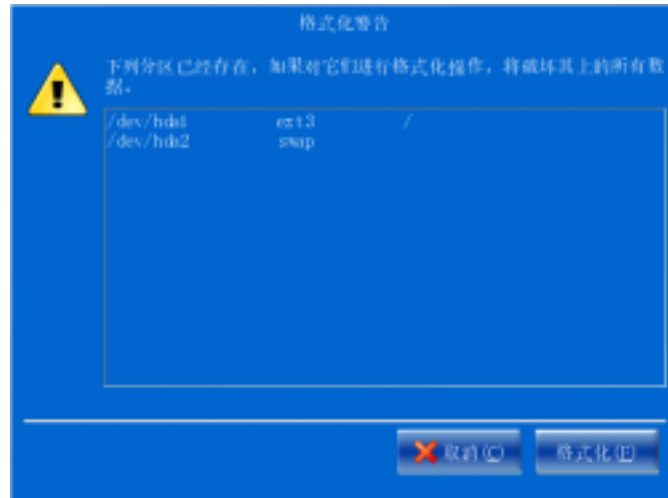 格式化警告
下列分区已经存在，如果对它们进行格式化操作，将破坏其上的所有数
据。
/dev/hda1 ext3 /
/dev/hda2 swap
取消(C) 格式化(F)